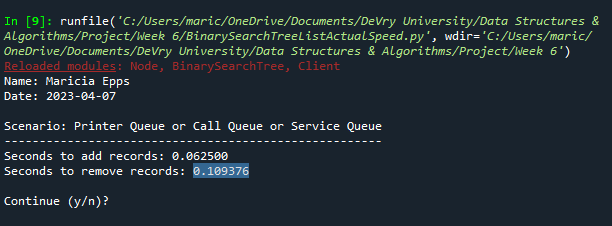 In [9]: runfile('C:/Users/maric/OneDrive/Documents/DeVry University/Data Structures &
Algorithms/Project/Week 6/BinarySearchTreeListActualSpeed.py', wdir='C:/Users/maric/
OneDrive/Documents/DeVry University/Data Structures & Algorithms/Project/Week 6')
Reloaded modules: Node, BinarySearchTree, Client
Name: Maricia Epps
Date: 2023-04-07
Scenario: Printer Queue or Call Queue or Service Queue
------------------------------------------------------
Seconds to add records: 0.062500
Seconds to remove records: 0.109376
Continue (y/n)?